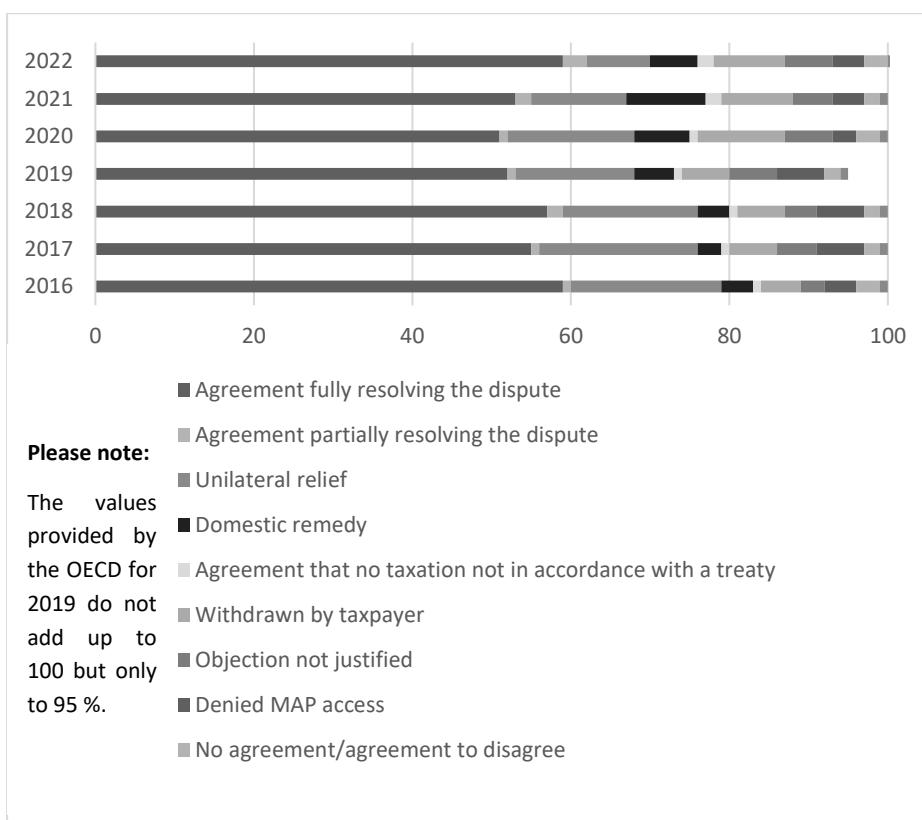 2022
2021
2020
2019
2018
2017
2016
0 20 40 60 80 100
Agreement fully resolving the dispute
Agreement partially resolving the dispute
Unilateral relief
Domestic remedy
Agreement that no taxation not in accordance with a treaty
Withdrawn by taxpayer
Objection not justified
Denied MAP access
No agreement/agreement to disagree
Please note:
The values
provided by
the OECD for
2019 do not
add up to
100 but only
to 95 %.